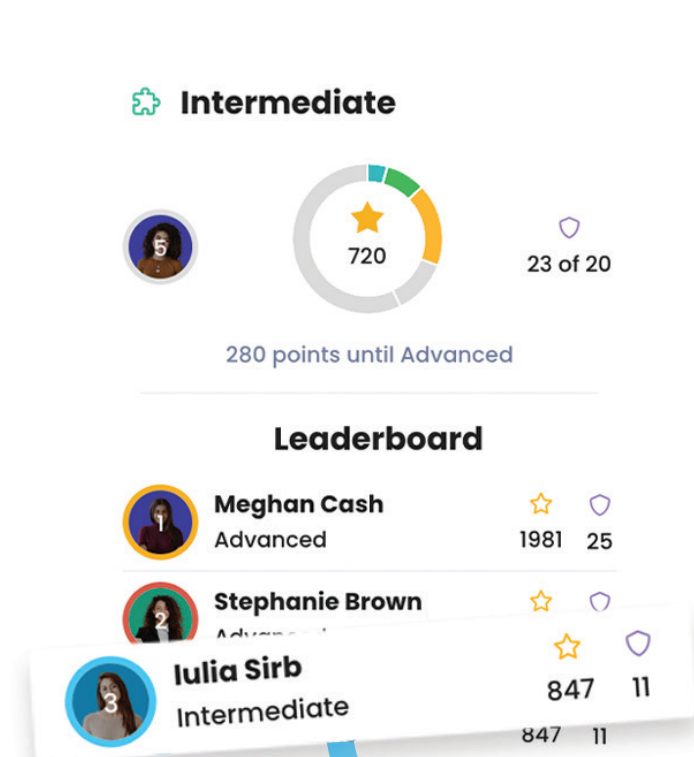 Intermediate
5
720
23 of 20
280 points until Advanced
Leaderboard
1
Meghan Cash
Advanced
1981 25
2
Stephanie Brown
3
Iulia Sirb
Intermediate
847 11
847 11